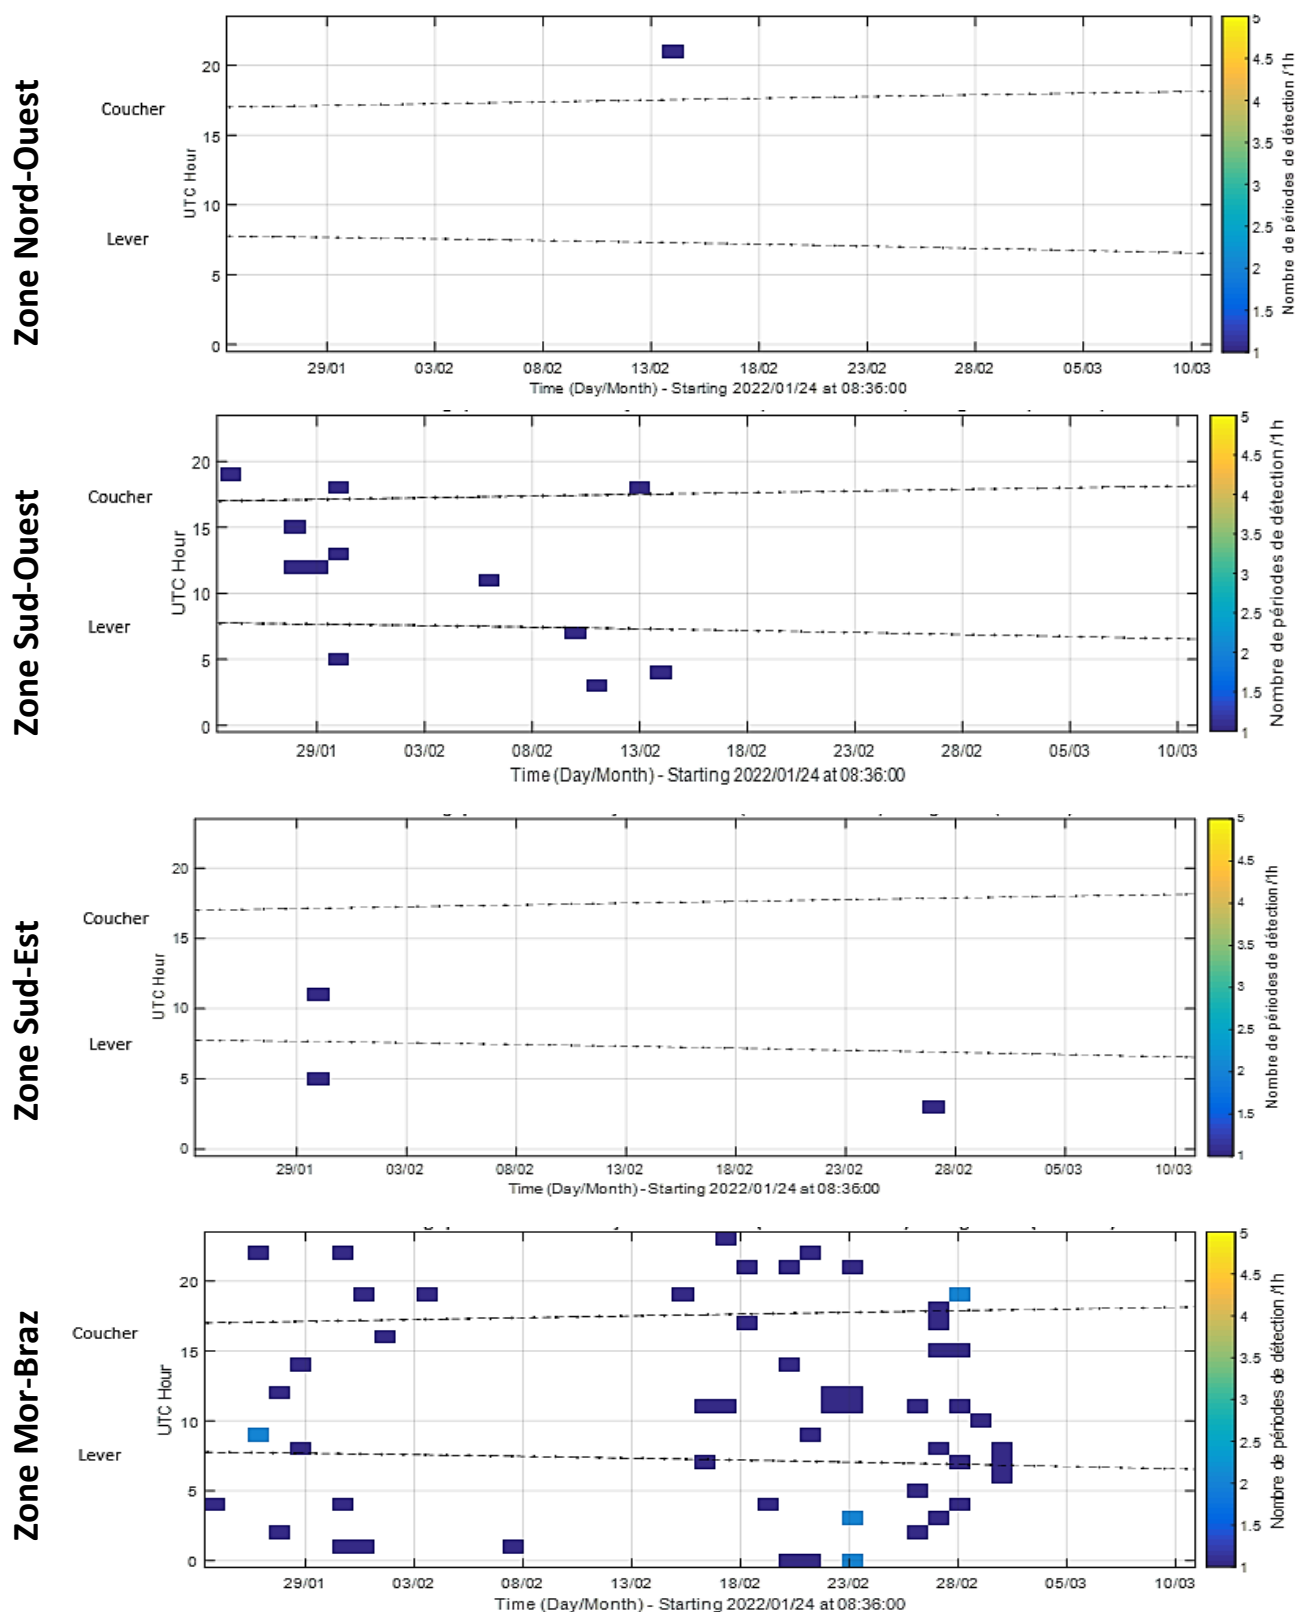 Zone Nord-Ouest
Coucher
Lever
UTC Hour
20
15
10
5
0
29/01 03/02 08/02 13/02 18/02 23/02 28/02 05/03 10/03
Time (Day/Month) - Starting 2022/01/24 at 08:36:00
5
4.5
4
3.5
3
2.5
2
1.5
1
Nombre de périodes de détection /1h
Zone Sud-Ouest
Coucher
Lever
UTC Hour
20
15
10
5
0
29/01 03/02 08/02 13/02 18/02 23/02 28/02 05/03 10/03
Time (Day/Month) - Starting 2022/01/24 at 08:36:00
5
4.5
4
3.5
3
2.5
2
1.5
1
Nombre de périodes de détection /1h
Zone Sud-Est
Coucher
Lever
UTC Hour
20
15
10
5
0
29/01 03/02 08/02 13/02 18/02 23/02 28/02 05/03 10/03
Time (Day/Month) - Starting 2022/01/24 at 08:36:00
5
4.5
4
3.5
3
2.5
2
1.5
1
Nombre de périodes de détection /1h
Zone Mor-Braz
Coucher
Lever
UTC Hour
20
15
10
5
0
29/01 03/02 08/02 13/02 18/02 23/02 28/02 05/03 10/03
Time (Day/Month) - Starting 2022/01/24 at 08:36:00
5
4.5
4
3.5
3
2.5
2
1.5
1
Nombre de périodes de détection /1h